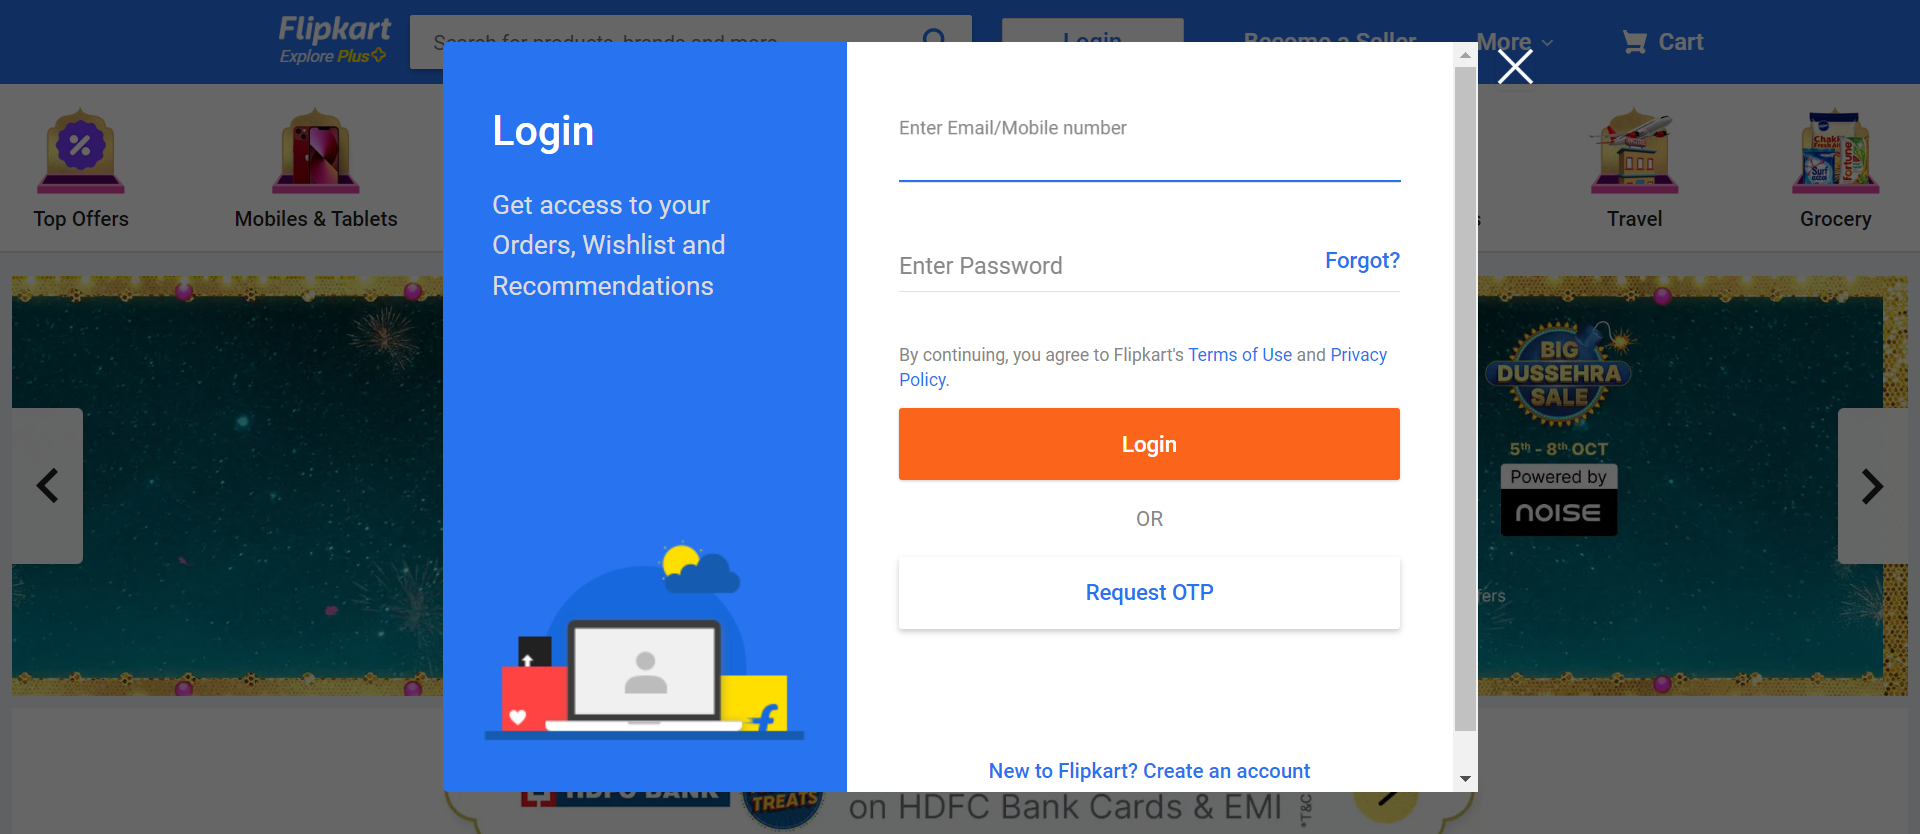 Flipkart
Explore Plus
Search for products, brands and more
Login
Become a Seller
More
Cart
Top Offers
Mobiles & Tablets
Travel
Grocery
Login
Get access to your
Orders, Wishlist and
Recommendations
Enter Email/Mobile number
Enter Password
Forgot?
By continuing, you agree to Flipkart's Terms of Use and Privacy
Policy.
Login
OR
Request OTP
New to Flipkart? Create an account
BIG
DUSSEHRA
SALE
5th - 8th OCT
Powered by
NOISE
HDFC BANK
TREATS
on HDFC Bank Cards & EMI
*T&C